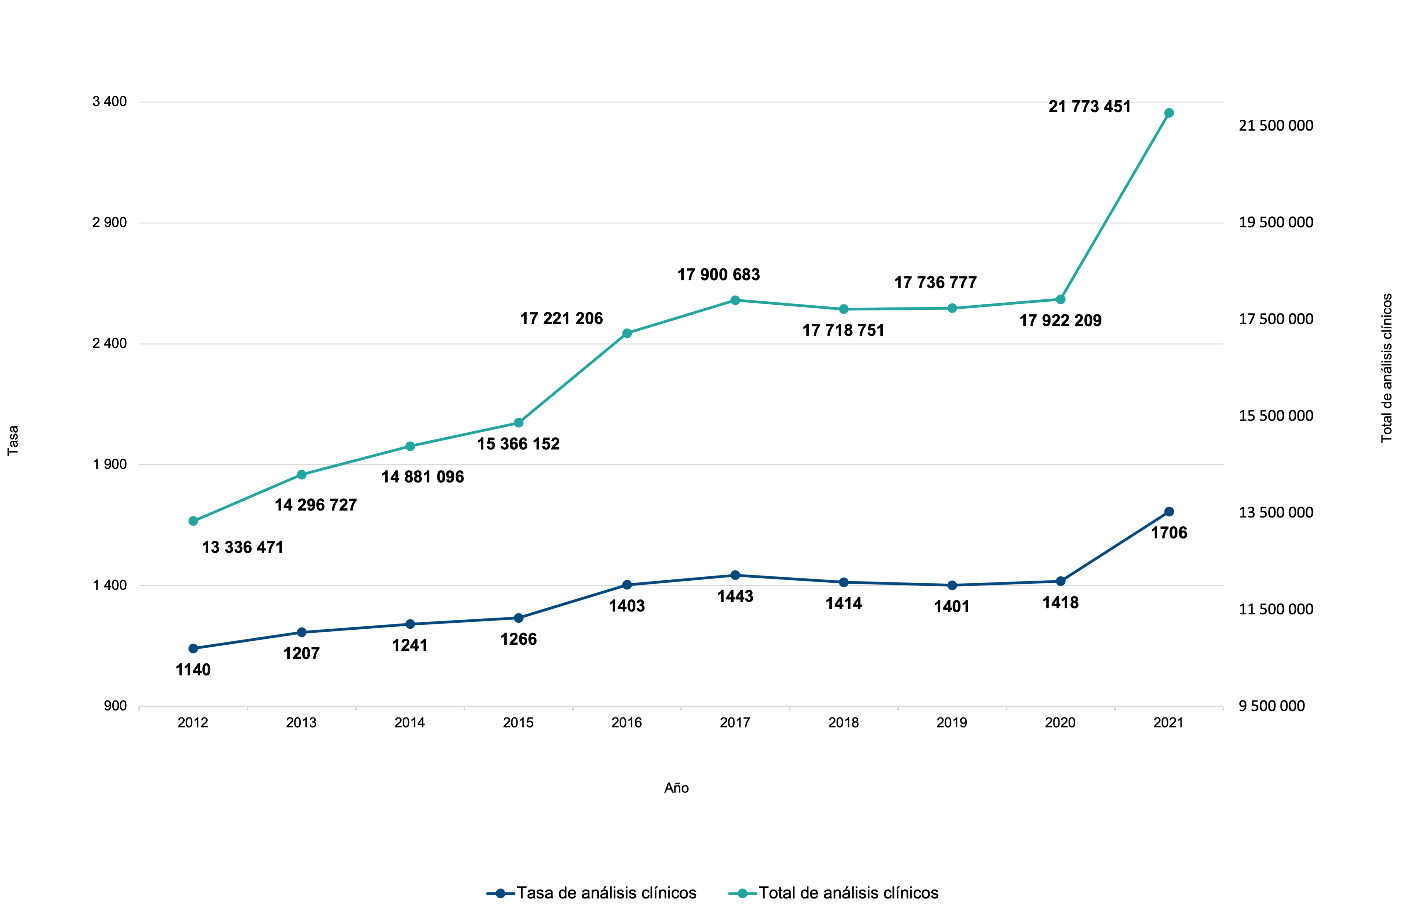 3 400
2 900
2 400
1 900
1 400
900
Tasa
21 500 000
19 500 000
17 500 000
15 500 000
13 500 000
11 500 000
9 500 000
Total de análisis clínicos
13 336 471
14 296 727
14 881 096
15 366 152
17 221 206
17 900 683
17 718 751
17 736 777
17 922 209
21 773 451
1140
1207
1241
1266
1403
1443
1414
1401
1418
1706
2012 2013 2014 2015 2016 2017 2018 2019 2020 2021
Año
Tasa de análisis clínicos Total de análisis clínicos